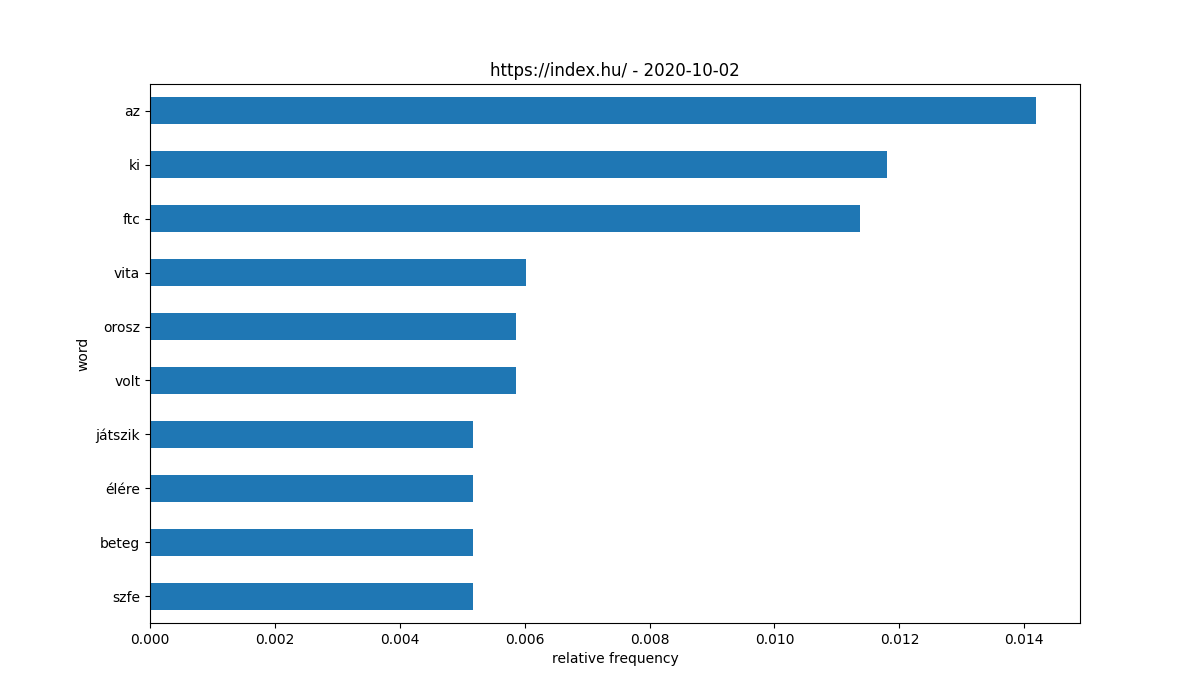 https://index.hu/ - 2020-10-02
az
ki
ftc
vita
orosz
volt
játszik
élére
beteg
szfe
word
0.000 0.002 0.004 0.006 0.008 0.010 0.012 0.014
relative frequency